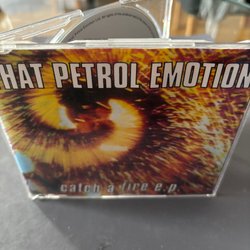 HAT PETROL EMOTION
catch a fire e.p.